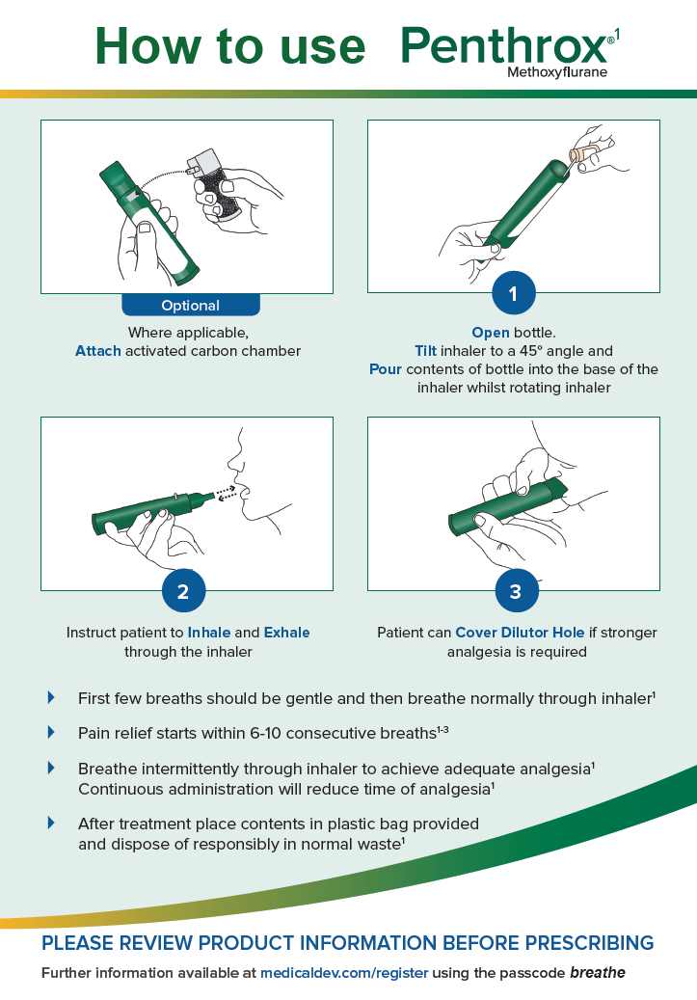 How to use Penthrox®¹
Methoxyflurane
Optional
Where applicable,
Attach activated carbon chamber
1
Open bottle.
Tilt inhaler to a 45° angle and
Pour contents of bottle into the base of the
inhaler whilst rotating inhaler
2
Instruct patient to Inhale and Exhale
through the inhaler
3
Patient can Cover Dilutor Hole if stronger
analgesia is required
First few breaths should be gentle and then breathe normally through inhaler¹
Pain relief starts within 6-10 consecutive breaths¹⁻³
Breathe intermittently through inhaler to achieve adequate analgesia¹
Continuous administration will reduce time of analgesia¹
After treatment place contents in plastic bag provided
and dispose of responsibly in normal waste¹
PLEASE REVIEW PRODUCT INFORMATION BEFORE PRESCRIBING
Further information available at medicaldev.com/register using the passcode breathe